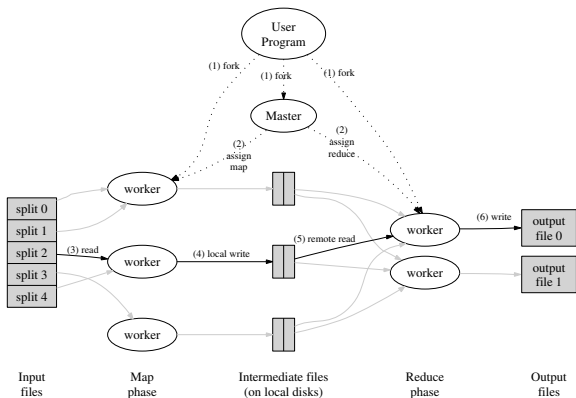 User
Program
(1) fork
(1) fork
(1) fork
Master
(2)
assign
map
(2)
assign
reduce
worker
split 0
split 1
split 2
split 3
split 4
(3) read
worker
(4) local write
(5) remote read
worker
(6) write
output
file 0
worker
output
file 1
worker
Input
files
Map
phase
Intermediate files
(on local disks)
Reduce
phase
Output
files